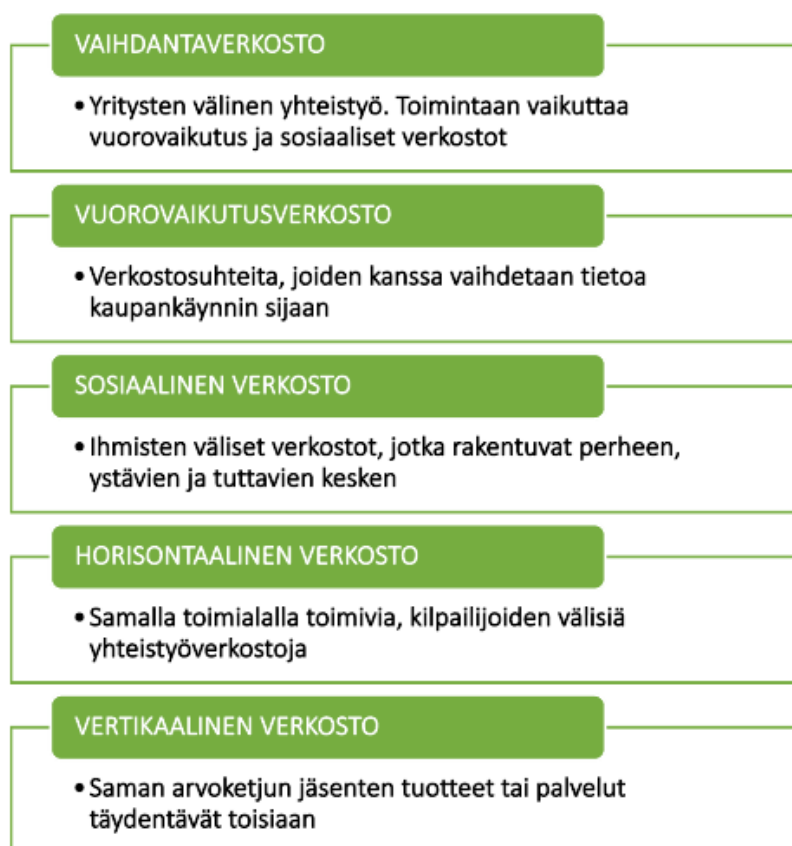 VAIHDANTAVERKOSTO
• Yritysten välinen yhteistyö. Toimintaan vaikuttaa
vuorovaikutus ja sosiaaliset verkostot
VUOROVAIKUTUSVERKOSTO
• Verkostosuhteita, joiden kanssa vaihdetaan tietoa
kaupankäynnin sijaan
SOSIAALINEN VERKOSTO
• Ihmisten väliset verkostot, jotka rakentuvat perheen,
ystävien ja tuttavien kesken
HORISONTAALINEN VERKOSTO
• Samalla toimialalla toimivia, kilpailijoiden välisiä
yhteistyöverkostoja
VERTIKAALINEN VERKOSTO
• Saman arvoketjun jäsenten tuotteet tai palvelut
täydentävät toisiaan